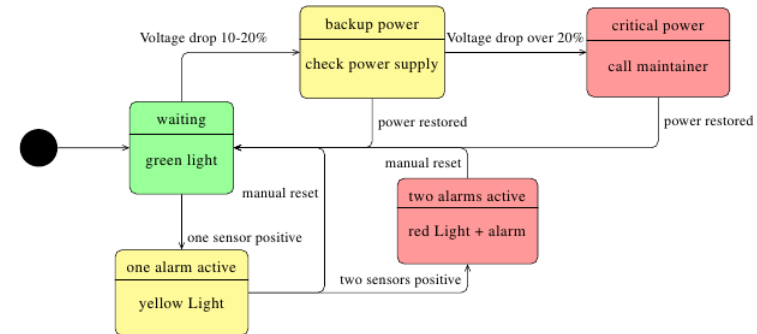 backup power
critical power
Voltage drop 10-20%
Voltage drop over 20%
check power supply
call maintainer
waiting
power restored
power restored
green light
manual reset
manual reset
two alarms active
one sensor positive
red Light + alarm
one alarm active
two sensors positive
yellow Light